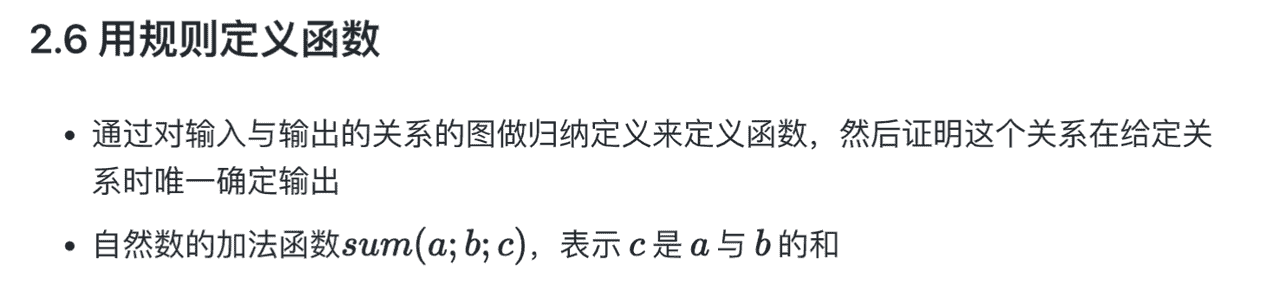 2.6 用规则定义函数
• 通过对输入与输出的关系的图做归纳定义来定义函数，然后证明这个关系在给定关
系时唯一确定输出
• 自然数的加法函数sum(a; b; c)，表示 c 是 a 与 b 的和